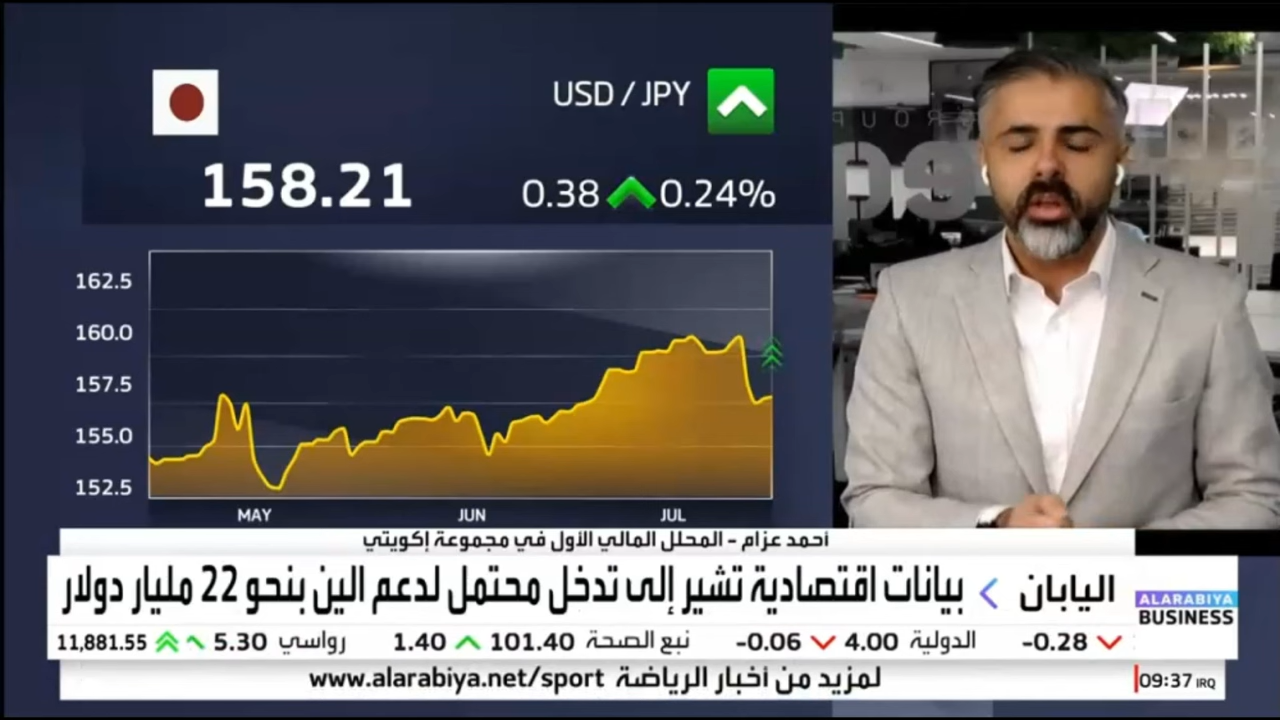 USD / JPY
158.21
0.38 0.24%
162.5
160.0
157.5
155.0
152.5
MAY JUN JUL
أحمد عزام - المحلل المالي الأول في مجموعة إكويتي
اليابان
بيانات اقتصادية تشير إلى تدخل محتمل لدعم الين بنحو 22 مليار دولار
ALARABIYA
BUSINESS
-0.28 الدولية 4.00 -0.06 نبع الصحة 101.40 1.40 رواسي 5.30 11,881.55
لمزيد من أخبار الرياضة www.alarabiya.net/sport
09:37 IRQ